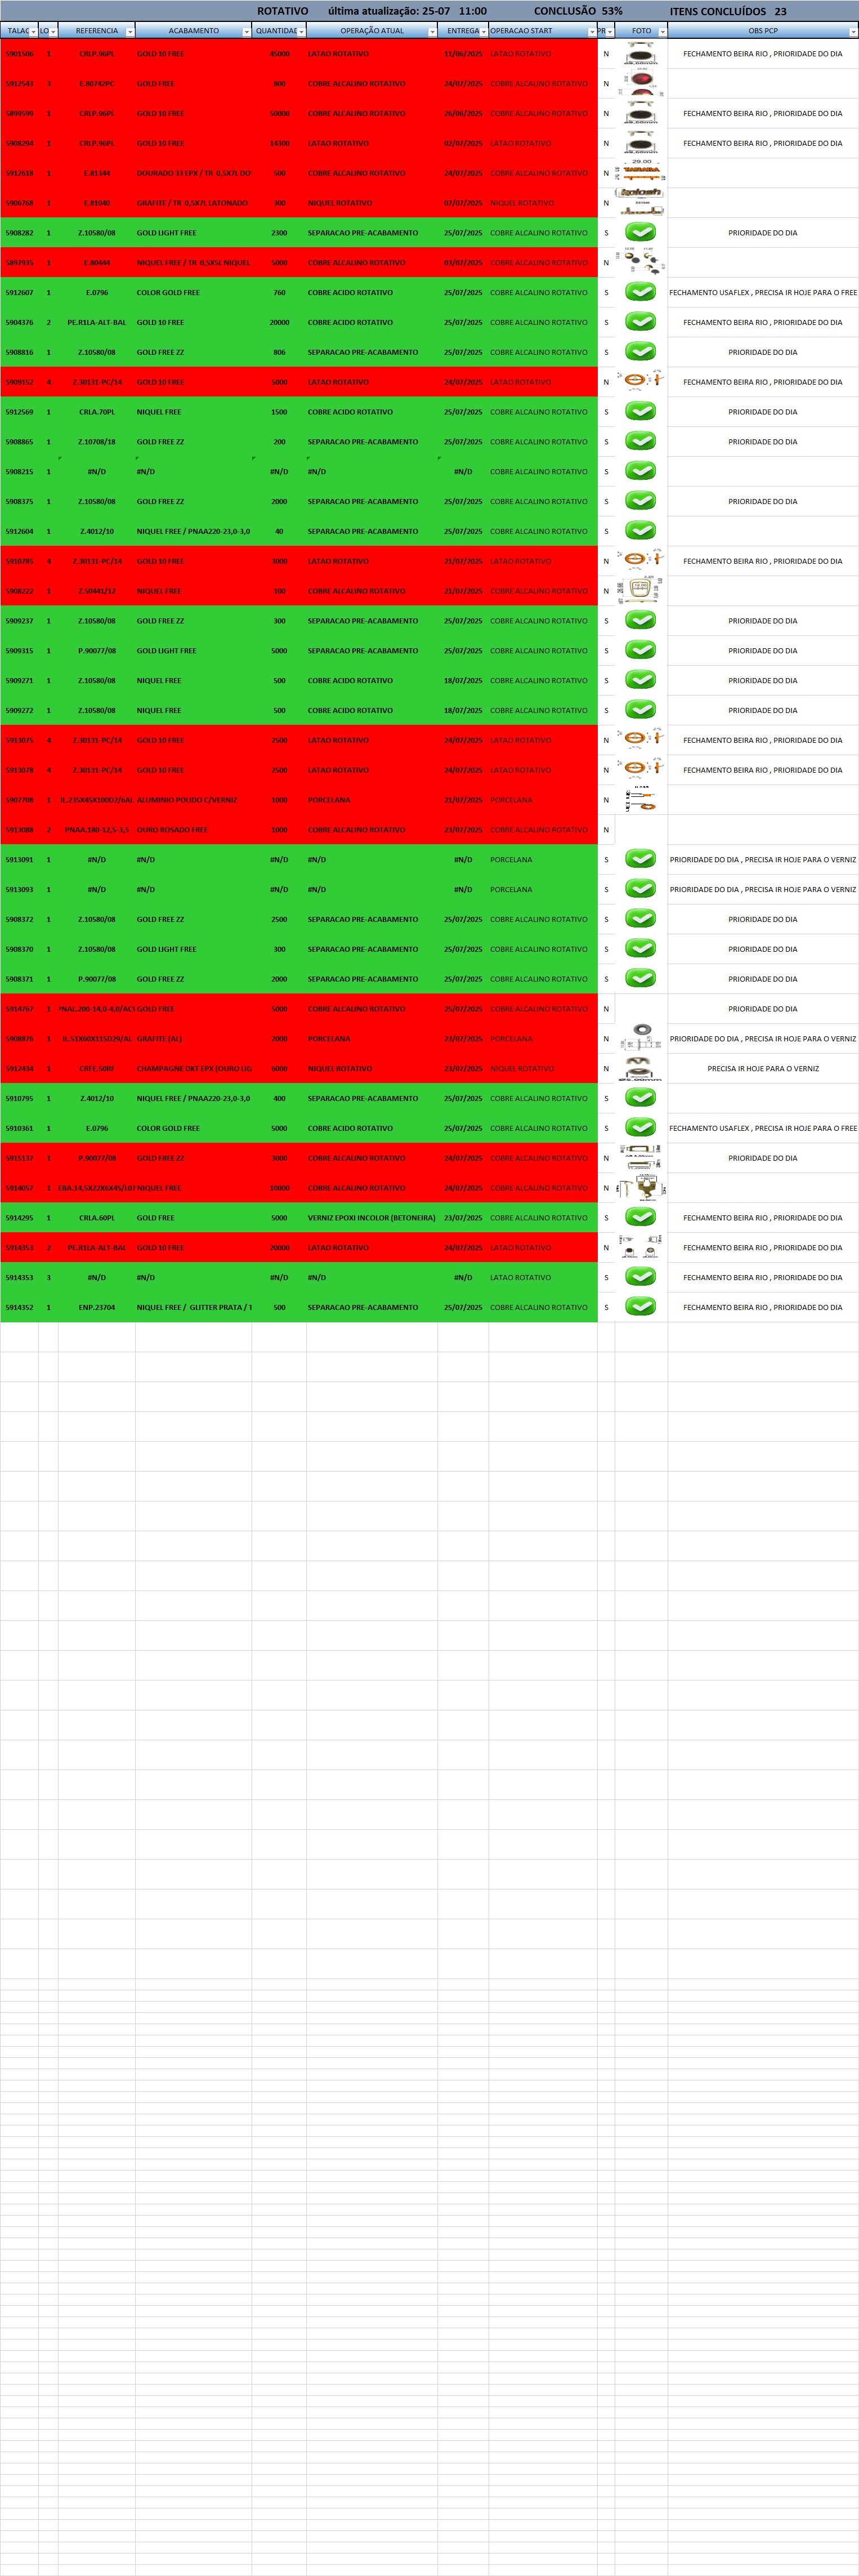 ROTATIVO última atualização: 25-07 11:00 CONCLUSÃO 53% ITENS CONCLUÍDOS 23
TALAC LO REFERENCIA ACABAMENTO QUANTIDAD OPERAÇÃO ATUAL ENTREGA OPERACAO START PR FOTO OBS PCP
5901506 1 CRLP.96PL GOLD 10 FREE 45000 LATAO ROTATIVO 11/06/2025 LATAO ROTATIVO N FECHAMENTO BEIRA RIO , PRIORIDADE DO DIA
5912543 3 E.80742PC GOLD FREE 800 COBRE ALCALINO ROTATIVO 24/07/2025 COBRE ALCALINO ROTATIVO N
5899599 1 CRLP.96PL GOLD 10 FREE 50000 COBRE ALCALINO ROTATIVO 26/06/2025 COBRE ALCALINO ROTATIVO N FECHAMENTO BEIRA RIO , PRIORIDADE DO DIA
5908294 1 CRLP.96PL GOLD 10 FREE 14300 LATAO ROTATIVO 02/07/2025 LATAO ROTATIVO N FECHAMENTO BEIRA RIO , PRIORIDADE DO DIA
5912618 1 E.81344 DOURADO 33 EPX / TR 0,5X7L DO 500 COBRE ALCALINO ROTATIVO 24/07/2025 COBRE ALCALINO ROTATIVO N 29.00
5906768 1 E.81040 GRAFITE / TR 0,5X7L LATONADO 300 NIQUEL ROTATIVO 07/07/2025 NIQUEL ROTATIVO N
5908282 1 Z.10580/08 GOLD LIGHT FREE 2300 SEPARACAO PRE-ACABAMENTO 25/07/2025 COBRE ALCALINO ROTATIVO S PRIORIDADE DO DIA
5897935 1 E.80444 NIQUEL FREE / TR 0,5X5L NIQUEL 5000 COBRE ALCALINO ROTATIVO 03/07/2025 COBRE ALCALINO ROTATIVO N
5912607 1 E.0796 COLOR GOLD FREE 760 COBRE ACIDO ROTATIVO 25/07/2025 COBRE ALCALINO ROTATIVO S FECHAMENTO USAFLEX , PRECISA IR HOJE PARA O FREE
5904376 2 PE.R1LA-ALT-BAL GOLD 10 FREE 20000 COBRE ACIDO ROTATIVO 25/07/2025 COBRE ALCALINO ROTATIVO S FECHAMENTO BEIRA RIO , PRIORIDADE DO DIA
5908816 1 Z.10580/08 GOLD FREE ZZ 806 SEPARACAO PRE-ACABAMENTO 25/07/2025 COBRE ALCALINO ROTATIVO S PRIORIDADE DO DIA
5909152 4 Z.30131-PC/14 GOLD 10 FREE 5000 LATAO ROTATIVO 24/07/2025 LATAO ROTATIVO N FECHAMENTO BEIRA RIO , PRIORIDADE DO DIA
5912569 1 CRLA.70PL NIQUEL FREE 1500 COBRE ACIDO ROTATIVO 25/07/2025 COBRE ALCALINO ROTATIVO S PRIORIDADE DO DIA
5908865 1 Z.10708/18 GOLD FREE ZZ 200 SEPARACAO PRE-ACABAMENTO 25/07/2025 COBRE ALCALINO ROTATIVO S PRIORIDADE DO DIA
5908215 1 #N/D #N/D #N/D #N/D #N/D COBRE ALCALINO ROTATIVO S
5908375 1 Z.10580/08 GOLD FREE ZZ 2000 SEPARACAO PRE-ACABAMENTO 25/07/2025 COBRE ALCALINO ROTATIVO S PRIORIDADE DO DIA
5912604 1 Z.4012/10 NIQUEL FREE / PNAA220-23,0-3,0 40 SEPARACAO PRE-ACABAMENTO 25/07/2025 COBRE ALCALINO ROTATIVO S
5910785 4 Z.30131-PC/14 GOLD 10 FREE 3000 LATAO ROTATIVO 21/07/2025 LATAO ROTATIVO N FECHAMENTO BEIRA RIO , PRIORIDADE DO DIA
5908222 1 Z.50441/12 NIQUEL FREE 100 COBRE ALCALINO ROTATIVO 21/07/2025 COBRE ALCALINO ROTATIVO N
5909237 1 Z.10580/08 GOLD FREE ZZ 300 SEPARACAO PRE-ACABAMENTO 25/07/2025 COBRE ALCALINO ROTATIVO S PRIORIDADE DO DIA
5909315 1 P.90077/08 GOLD LIGHT FREE 5000 SEPARACAO PRE-ACABAMENTO 25/07/2025 COBRE ALCALINO ROTATIVO S PRIORIDADE DO DIA
5909271 1 Z.10580/08 NIQUEL FREE 500 COBRE ACIDO ROTATIVO 18/07/2025 COBRE ALCALINO ROTATIVO S PRIORIDADE DO DIA
5909272 1 Z.10580/08 NIQUEL FREE 500 COBRE ACIDO ROTATIVO 18/07/2025 COBRE ALCALINO ROTATIVO S PRIORIDADE DO DIA
5913075 4 Z.30131-PC/14 GOLD 10 FREE 2500 LATAO ROTATIVO 24/07/2025 LATAO ROTATIVO N FECHAMENTO BEIRA RIO , PRIORIDADE DO DIA
5913078 4 Z.30131-PC/14 GOLD 10 FREE 2500 LATAO ROTATIVO 24/07/2025 LATAO ROTATIVO N FECHAMENTO BEIRA RIO , PRIORIDADE DO DIA
5907708 1 IL.235X45X100D2/6AL ALUMINIO POLIDO C/VERNIZ 1000 PORCELANA 21/07/2025 PORCELANA N
5913088 2 PNAA.180-12,5-3,5 OURO ROSADO FREE 1000 COBRE ALCALINO ROTATIVO 23/07/2025 COBRE ALCALINO ROTATIVO N
5913091 1 #N/D #N/D #N/D #N/D #N/D PORCELANA S PRIORIDADE DO DIA , PRECISA IR HOJE PARA O VERNIZ
5913093 1 #N/D #N/D #N/D #N/D #N/D PORCELANA S PRIORIDADE DO DIA , PRECISA IR HOJE PARA O VERNIZ
5908372 1 Z.10580/08 GOLD FREE ZZ 2500 SEPARACAO PRE-ACABAMENTO 25/07/2025 COBRE ALCALINO ROTATIVO S PRIORIDADE DO DIA
5908370 1 Z.10580/08 GOLD LIGHT FREE 300 SEPARACAO PRE-ACABAMENTO 25/07/2025 COBRE ALCALINO ROTATIVO S PRIORIDADE DO DIA
5908371 1 P.90077/08 GOLD FREE ZZ 2000 SEPARACAO PRE-ACABAMENTO 25/07/2025 COBRE ALCALINO ROTATIVO S PRIORIDADE DO DIA
5914767 1 PNAL.200-14,0-4,0/ACV GOLD FREE 5000 COBRE ALCALINO ROTATIVO 25/07/2025 COBRE ALCALINO ROTATIVO N PRIORIDADE DO DIA
5908876 1 IL.51X60X115D29/AL GRAFITE (AL) 2000 PORCELANA 23/07/2025 PORCELANA N PRIORIDADE DO DIA , PRECISA IR HOJE PARA O VERNIZ
5912434 1 CRFE.50BF CHAMPAGNE DKT EPX (OURO LIG 6000 NIQUEL ROTATIVO 23/07/2025 NIQUEL ROTATIVO N PRECISA IR HOJE PARA O VERNIZ
5910795 1 Z.4012/10 NIQUEL FREE / PNAA220-23,0-3,0 400 SEPARACAO PRE-ACABAMENTO 25/07/2025 COBRE ALCALINO ROTATIVO S
5910361 1 E.0796 COLOR GOLD FREE 5000 COBRE ACIDO ROTATIVO 25/07/2025 COBRE ALCALINO ROTATIVO S FECHAMENTO USAFLEX , PRECISA IR HOJE PARA O FREE
5915137 1 P.90077/08 GOLD FREE ZZ 3000 COBRE ALCALINO ROTATIVO 24/07/2025 COBRE ALCALINO ROTATIVO N PRIORIDADE DO DIA
5914057 1 NIQUEL FREE 10000 COBRE ALCALINO ROTATIVO 24/07/2025 COBRE ALCALINO ROTATIVO N
5914295 1 CRLA.60PL GOLD FREE 5000 VERNIZ EPOXI INCOLOR (BETONEIRA) 23/07/2025 COBRE ALCALINO ROTATIVO S FECHAMENTO BEIRA RIO , PRIORIDADE DO DIA
5914353 2 PE.R1LA-ALT-BAL GOLD 10 FREE 20000 LATAO ROTATIVO 24/07/2025 LATAO ROTATIVO N FECHAMENTO BEIRA RIO , PRIORIDADE DO DIA
5914353 3 #N/D #N/D #N/D #N/D #N/D LATAO ROTATIVO S FECHAMENTO BEIRA RIO , PRIORIDADE DO DIA
5914352 1 ENP.23704 NIQUEL FREE / GLITTER PRATA / T 500 SEPARACAO PRE-ACABAMENTO 25/07/2025 COBRE ALCALINO ROTATIVO S FECHAMENTO BEIRA RIO , PRIORIDADE DO DIA